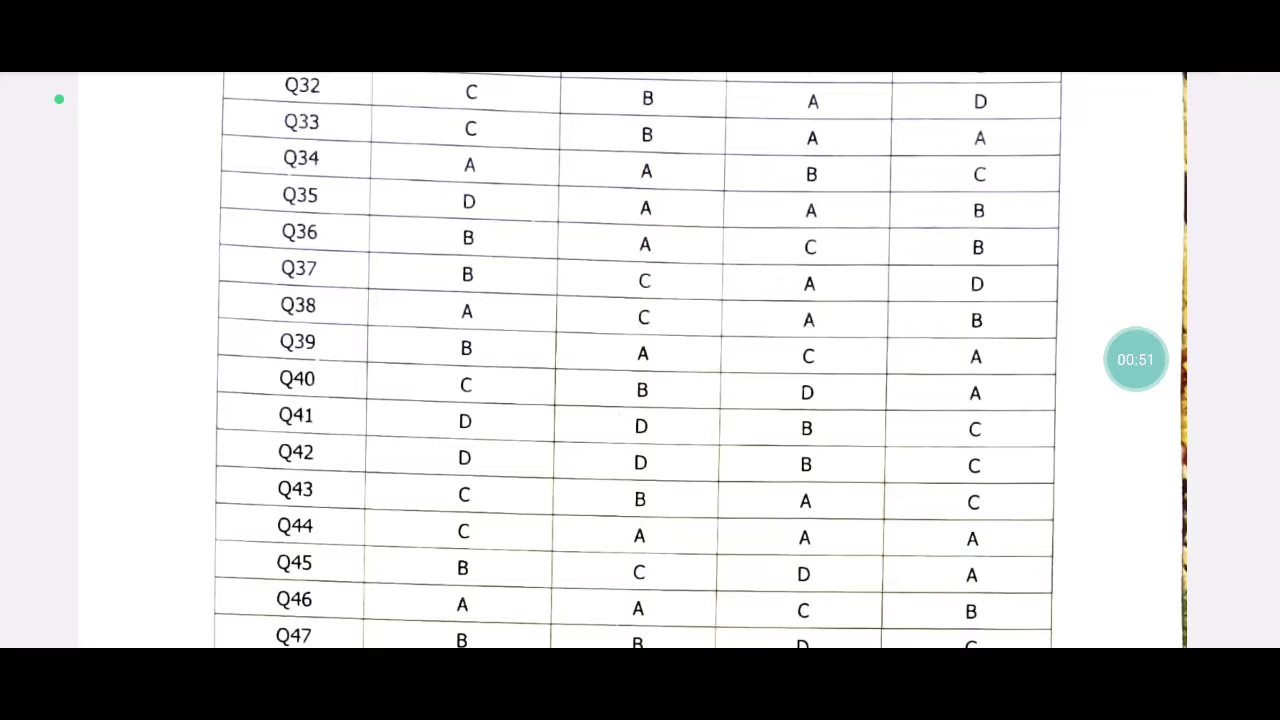 Q32 C B A D
Q33 C B A A
Q34 A A B C
Q35 D A A B
Q36 B A C B
Q37 B C A D
Q38 A C A B
Q39 B A C A
Q40 C B D A
00:51
Q41 D D B C
Q42 D D B C
Q43 C B A C
Q44 C A A A
Q45 B C D A
Q46 A A C B
Q47 B B D C